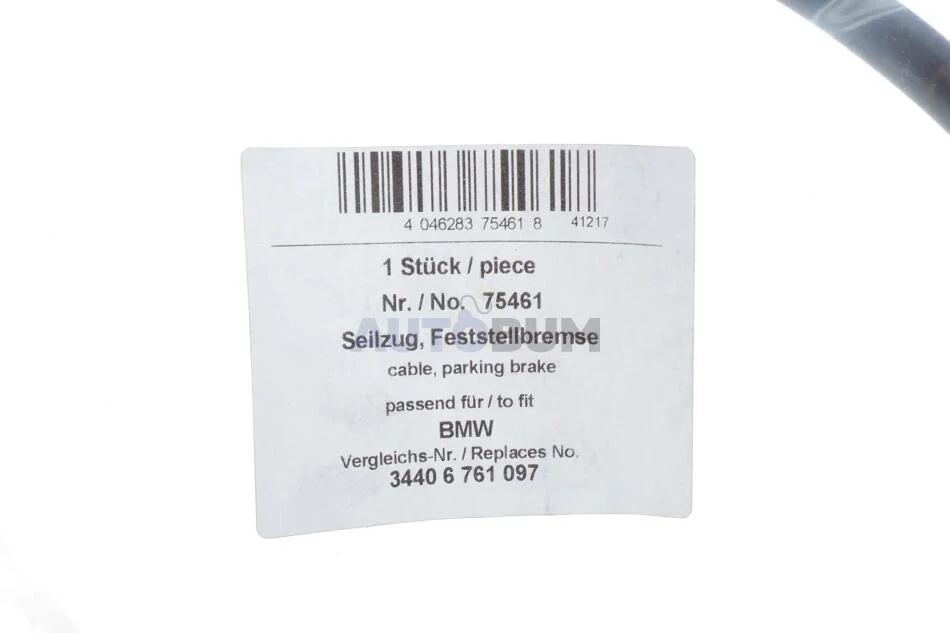 4 046283 75461 8 41217
1 Stück / piece
Nr. / No. 75461
AUTOBUM
Seilzug, Feststellbremse
cable, parking brake
passend für / to fit
BMW
Vergleichs-Nr. / Replaces No.
3440 6 761 097